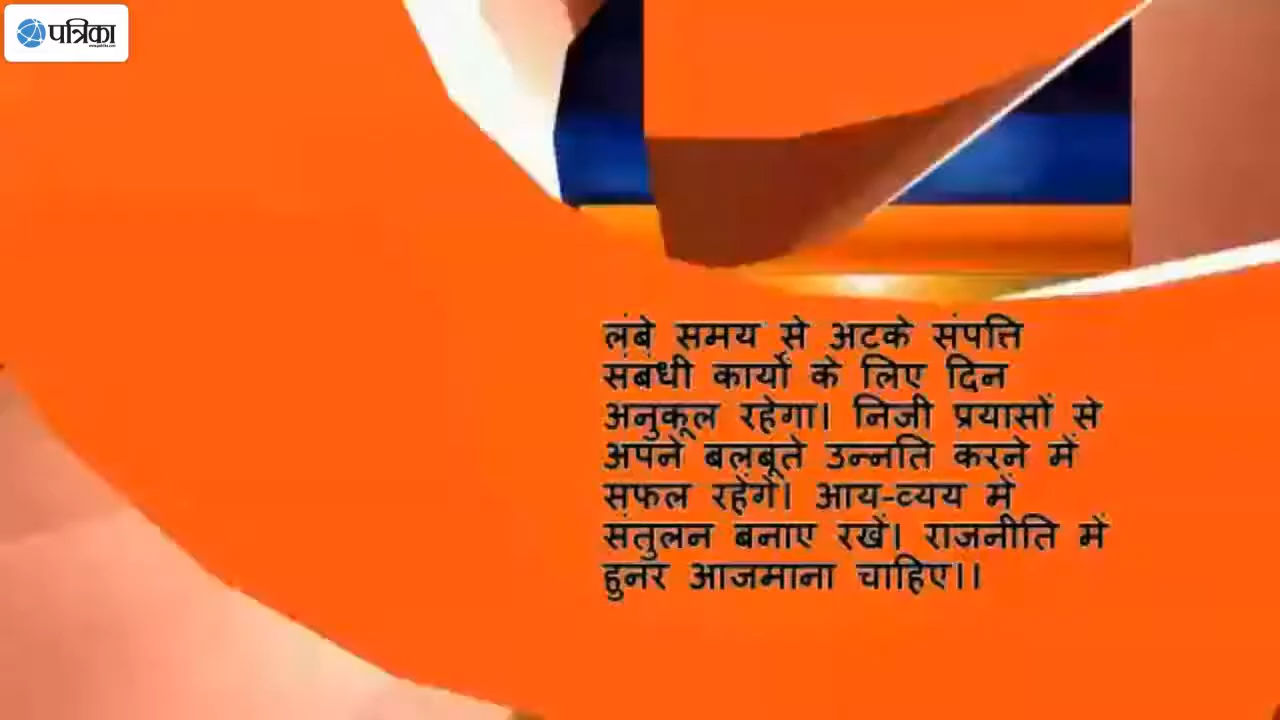 पत्रिका
लंबे समय से अटके संपत्ति
संबंधी कार्यों के लिए दिन
अनुकूल रहेगा। निजी प्रयासों से
अपने बलबूते उन्नति करने में
सफल रहेंगे। आय-व्यय में
संतुलन बनाए रखें। राजनीति में
हुनर आजमाना चाहिए।।